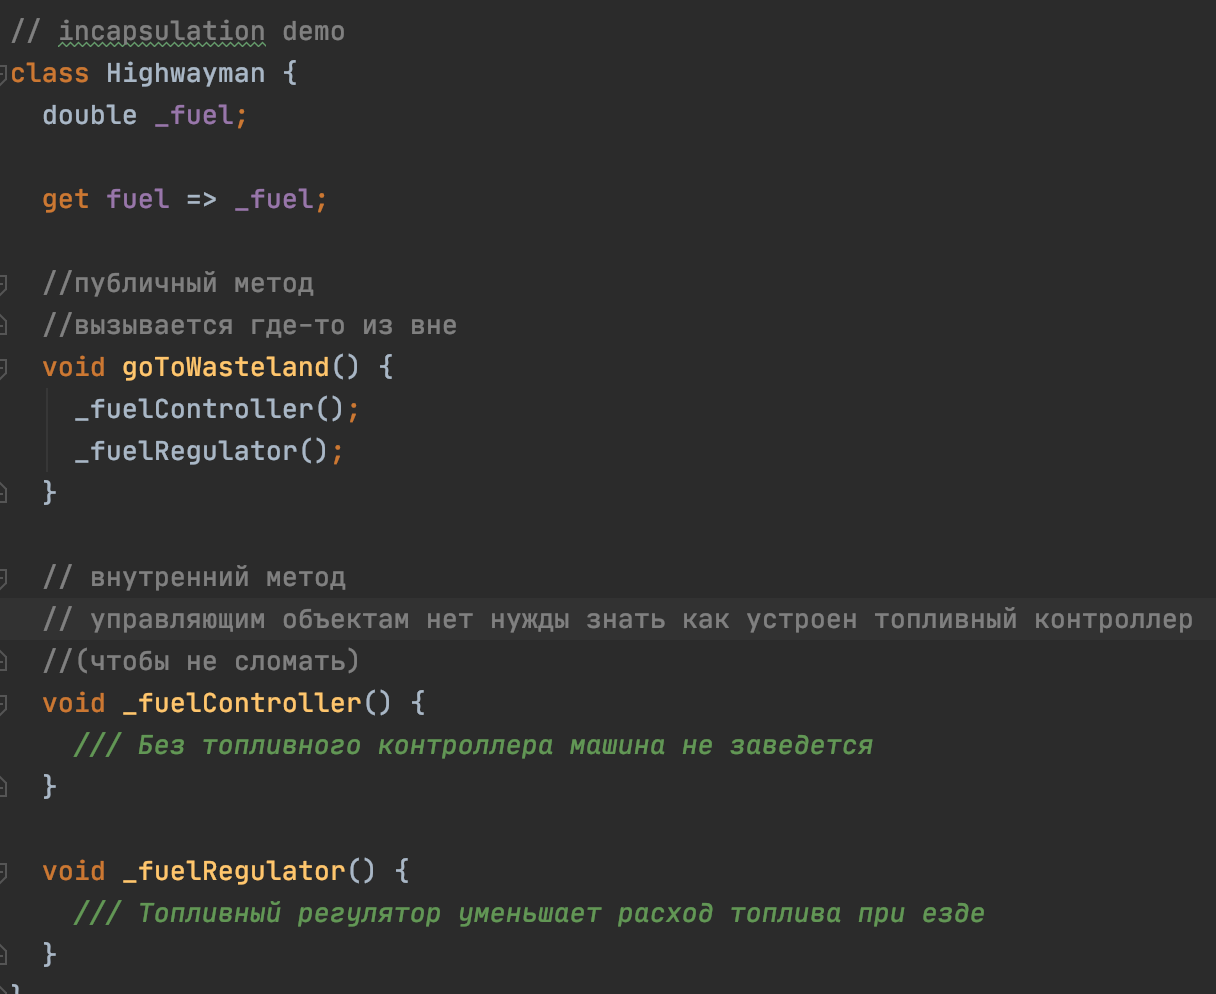 // incapsulation demo
class Highwayman {
double _fuel;
get fuel => _fuel;
//публичный метод
//вызывается где-то из вне
void goToWasteland() {
_fuelController();
_fuelRegulator();
}
// внутренний метод
// управляющим объектам нет нужды знать как устроен топливный контроллер
//(чтобы не сломать)
void _fuelController() {
/// Без топливного контроллера машина не заведется
}
void _fuelRegulator() {
/// Топливный регулятор уменьшает расход топлива при езде
}
}